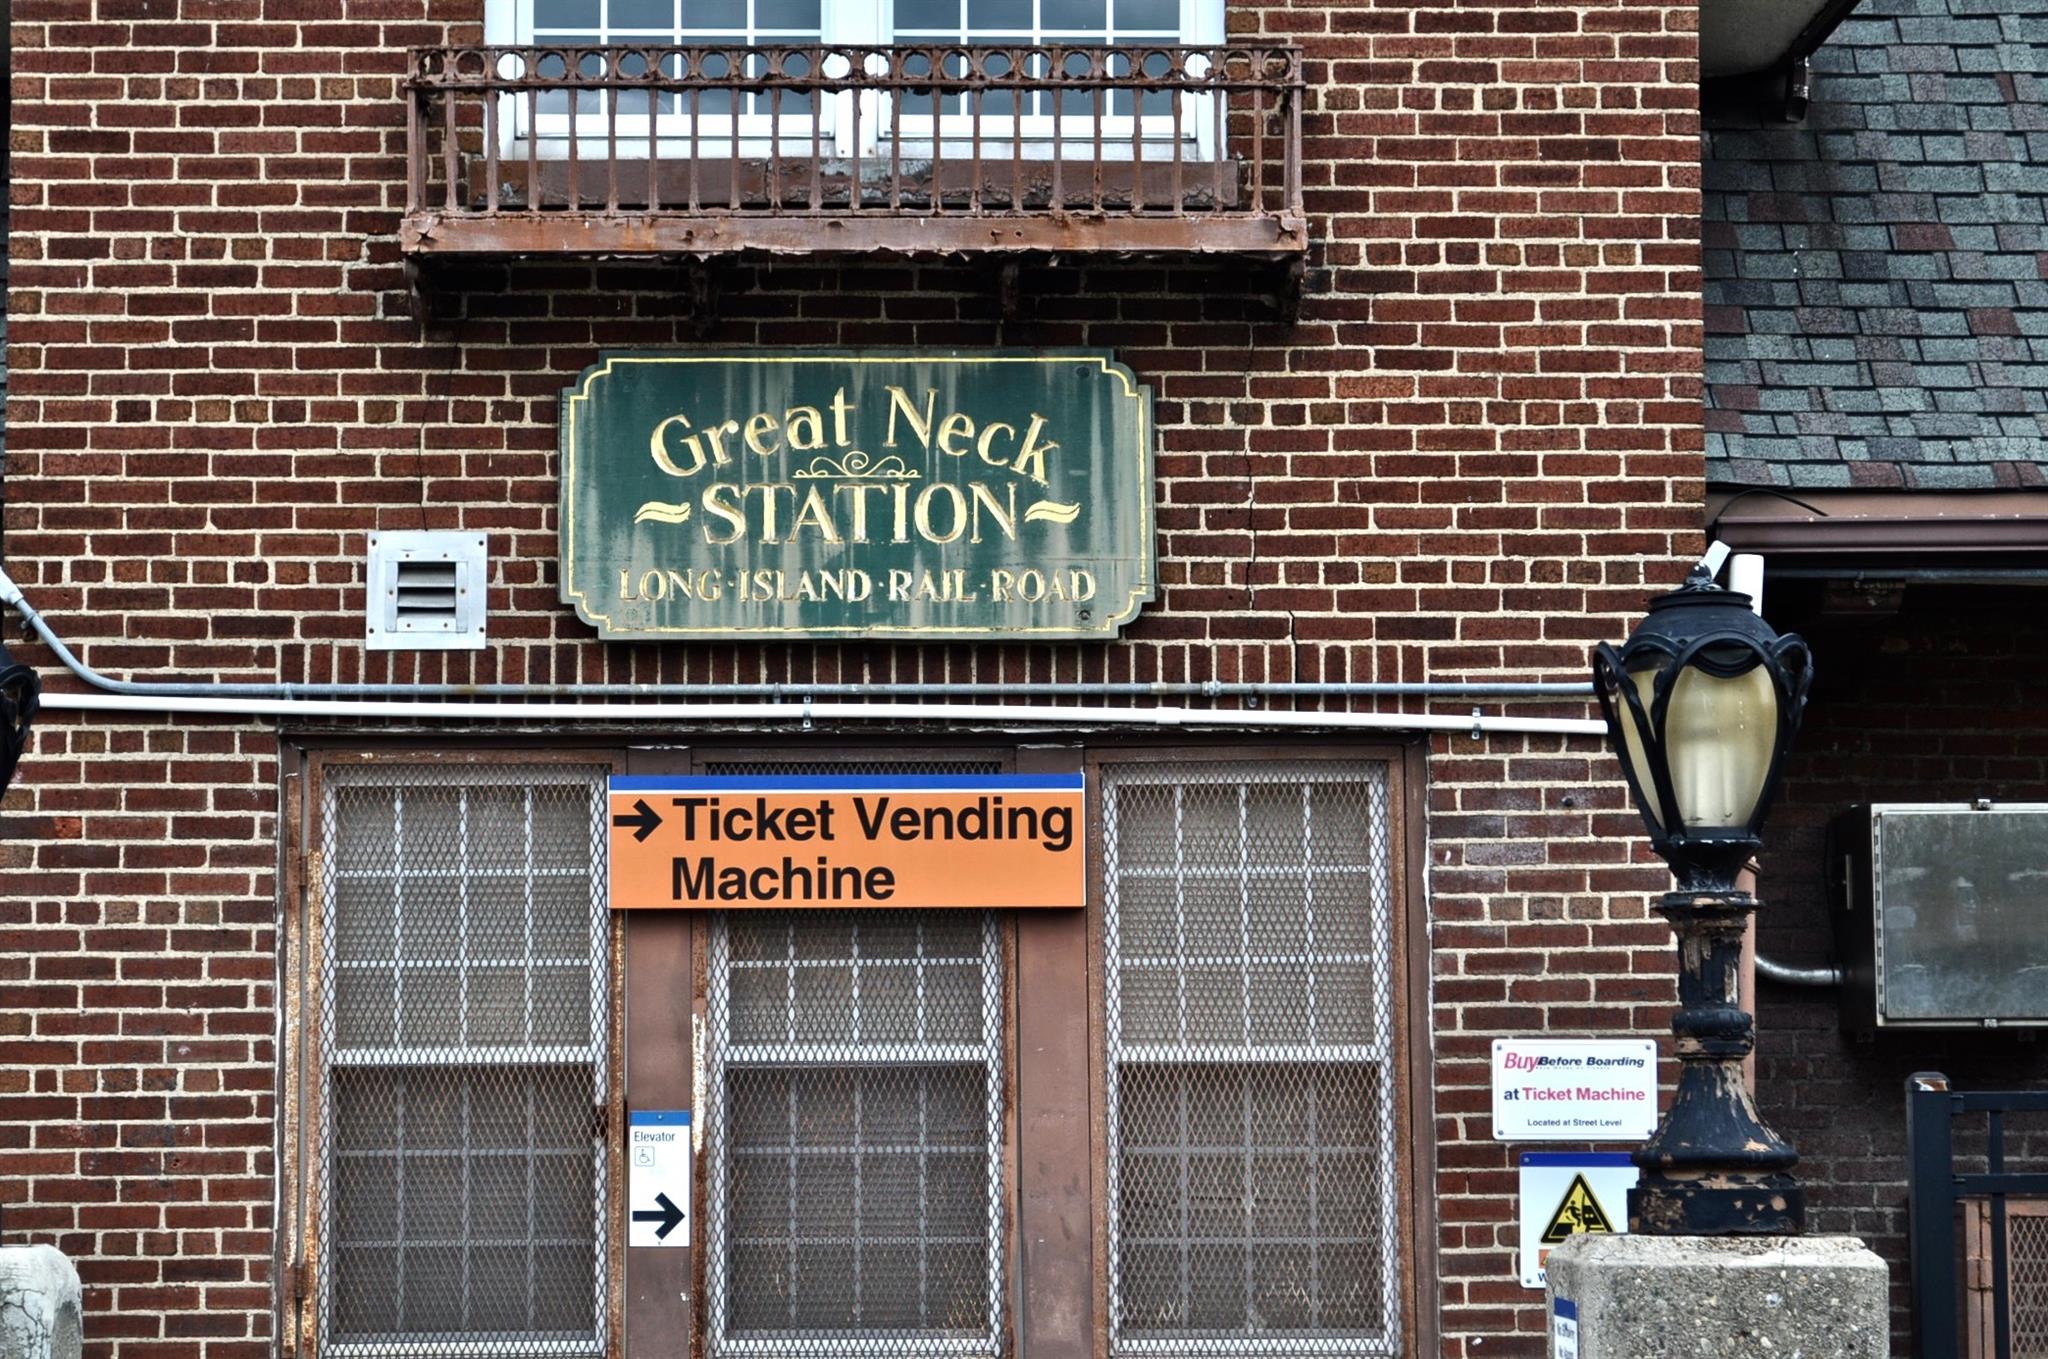 Great Neck
STATION
LONG·ISLAND·RAIL·ROAD
→ Ticket Vending
Machine
Elevator
→
Buy Before Boarding
at Ticket Machine
Located at Street Level